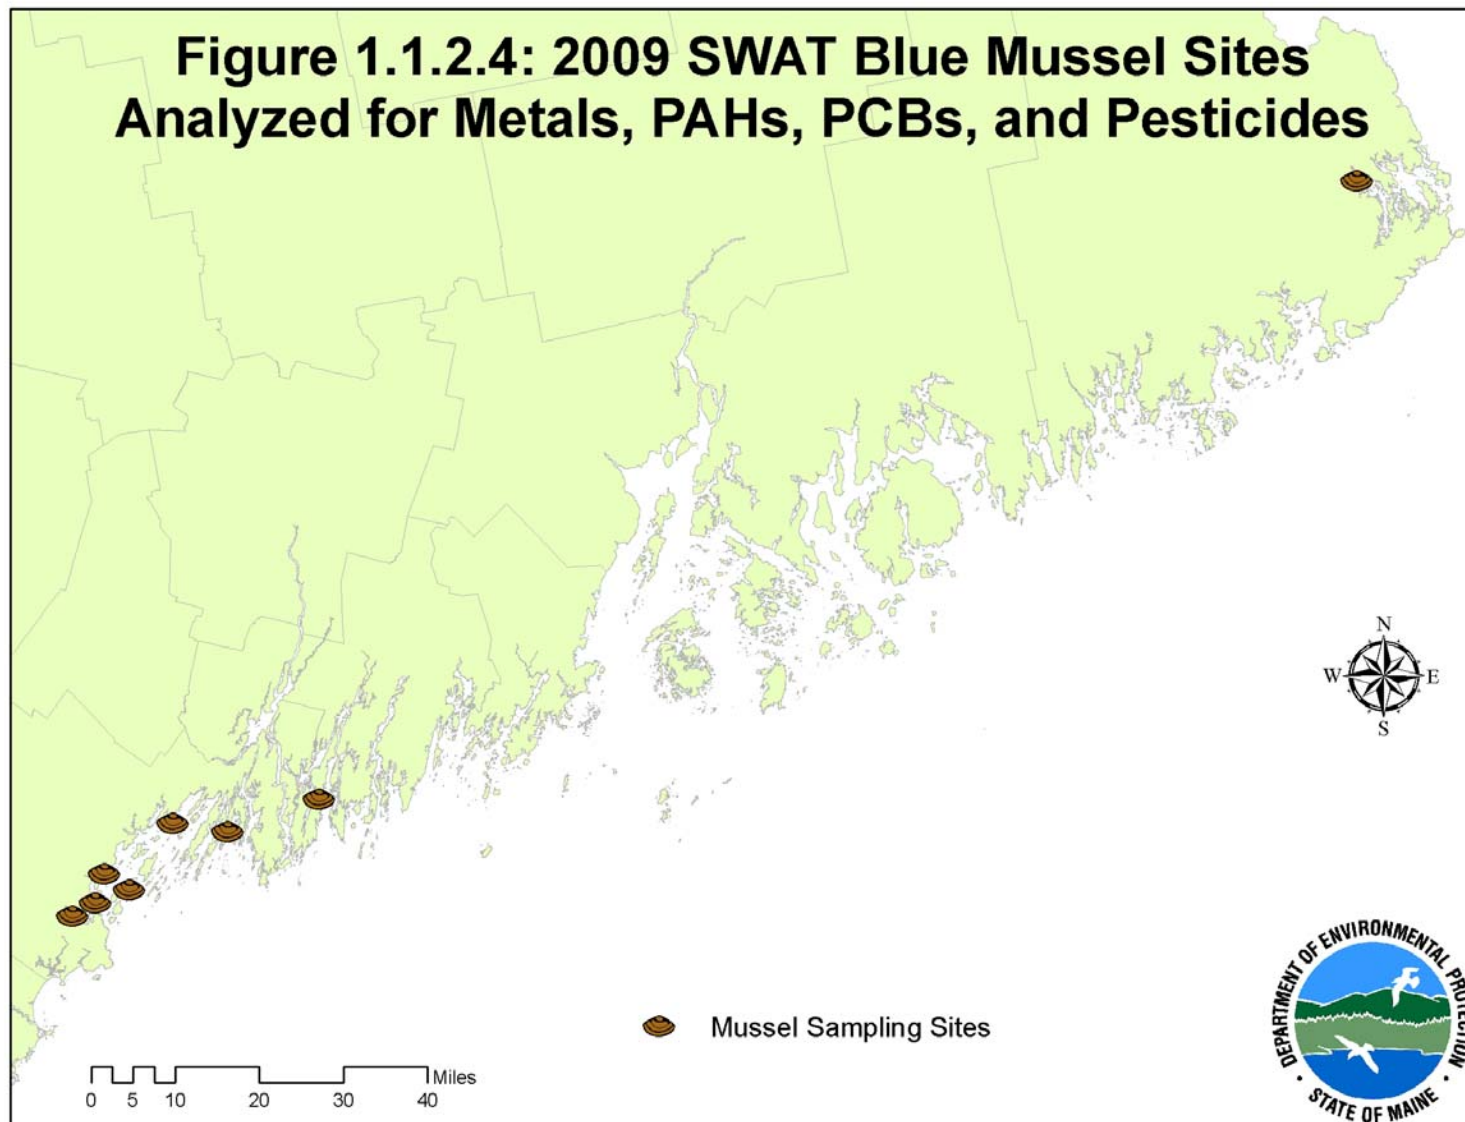 Figure 1.1.2.4: 2009 SWAT Blue Mussel Sites
Analyzed for Metals, PAHs, PCBs, and Pesticides
N
W E
S
Mussel Sampling Sites
Miles
0 5 10 20 30 40
DEPARTMENT OF ENVIRONMENTAL PROTECTION
• STATE OF MAINE •